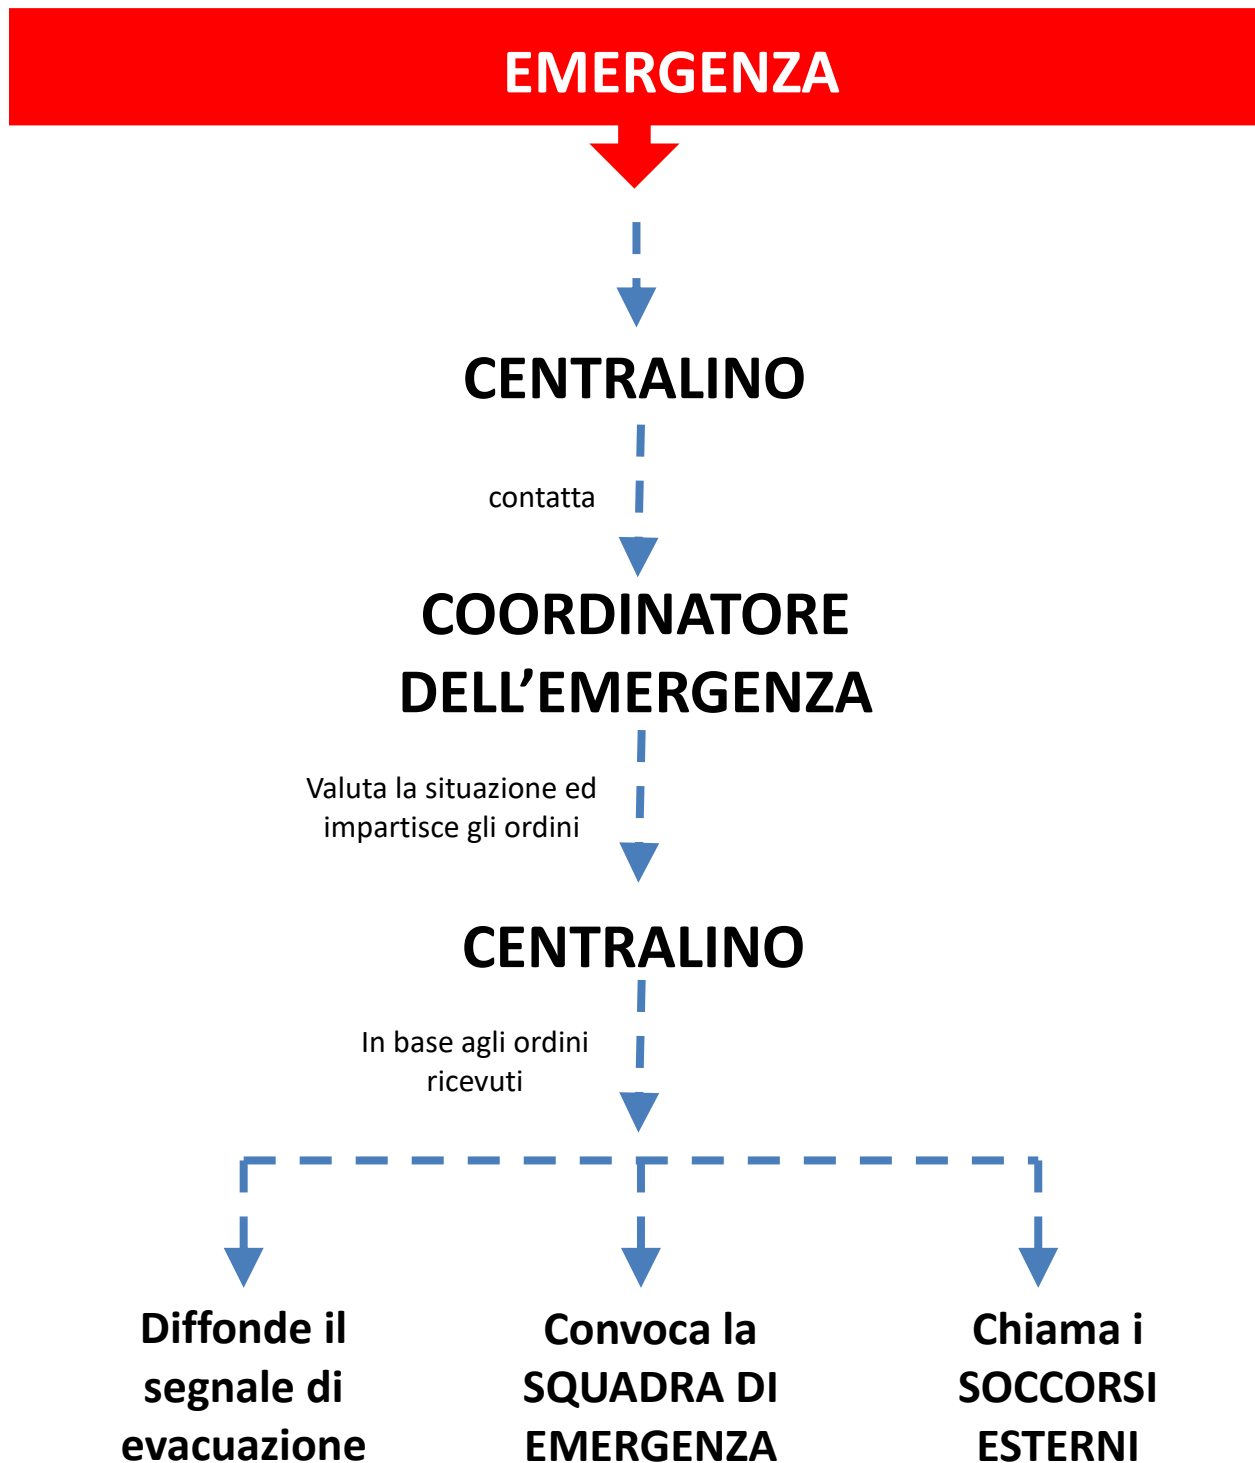 EMERGENZA
CENTRALINO
contatta
COORDINATORE
DELL’EMERGENZA
Valuta la situazione ed
impartisce gli ordini
CENTRALINO
In base agli ordini
ricevuti
Diffonde il
segnale di
evacuazione
Convoca la
SQUADRA DI
EMERGENZA
Chiama i
SOCCORSI
ESTERNI